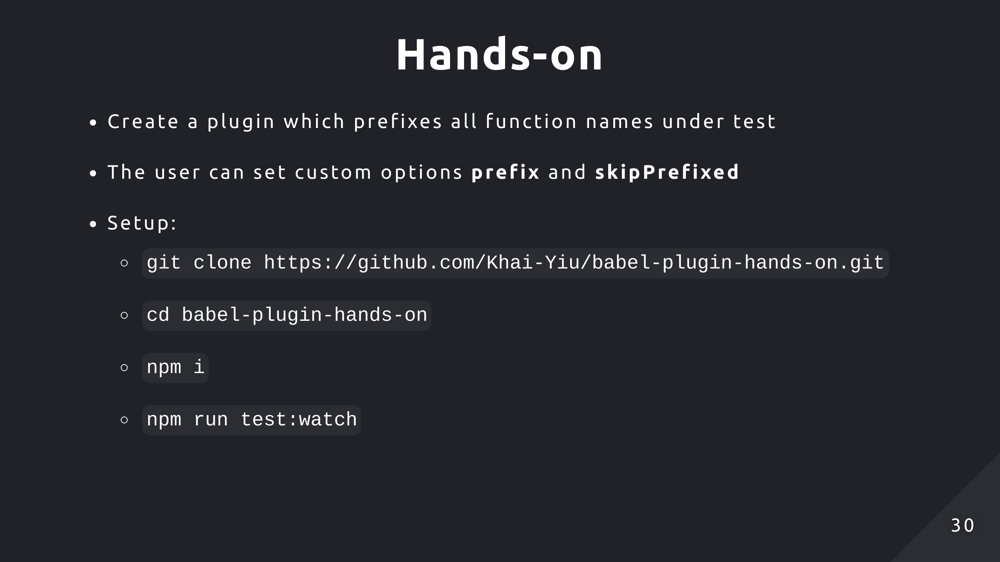 Hands-on
Create a plugin which prefixes all function names under test
The user can set custom options prefix and skipPrefixed
Setup:
git clone https://github.com/Khai-Yiu/babel-plugin-hands-on.git
cd babel-plugin-hands-on
npm i
npm run test:watch
30